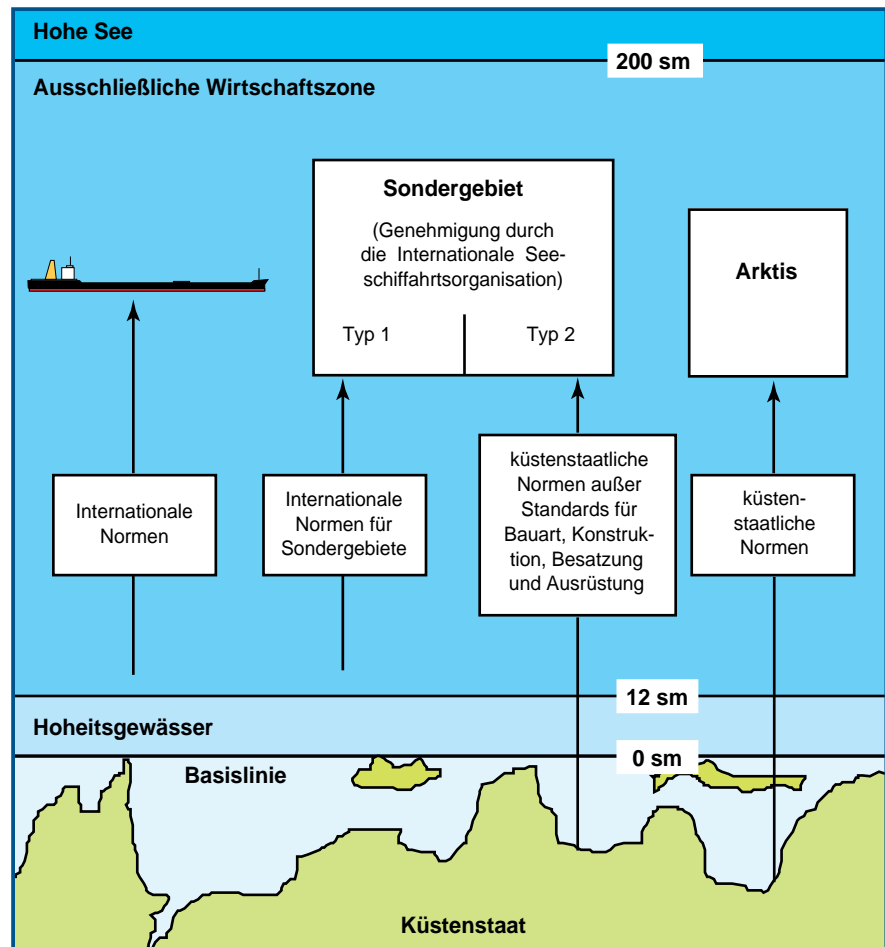 Hohe See
200 sm
Ausschließliche Wirtschaftszone
Sondergebiet
(Genehmigung durch
die Internationale See-
schiffahrtsorganisation)
Typ 1
Typ 2
Arktis
Internationale
Normen
Internationale
Normen für
Sondergebiete
küstenstaatliche
Normen außer
Standards für
Bauart, Konstruk-
tion, Besatzung
und Ausrüstung
küsten-
staatliche
Normen
12 sm
Hoheitsgewässer
0 sm
Basislinie
Küstenstaat